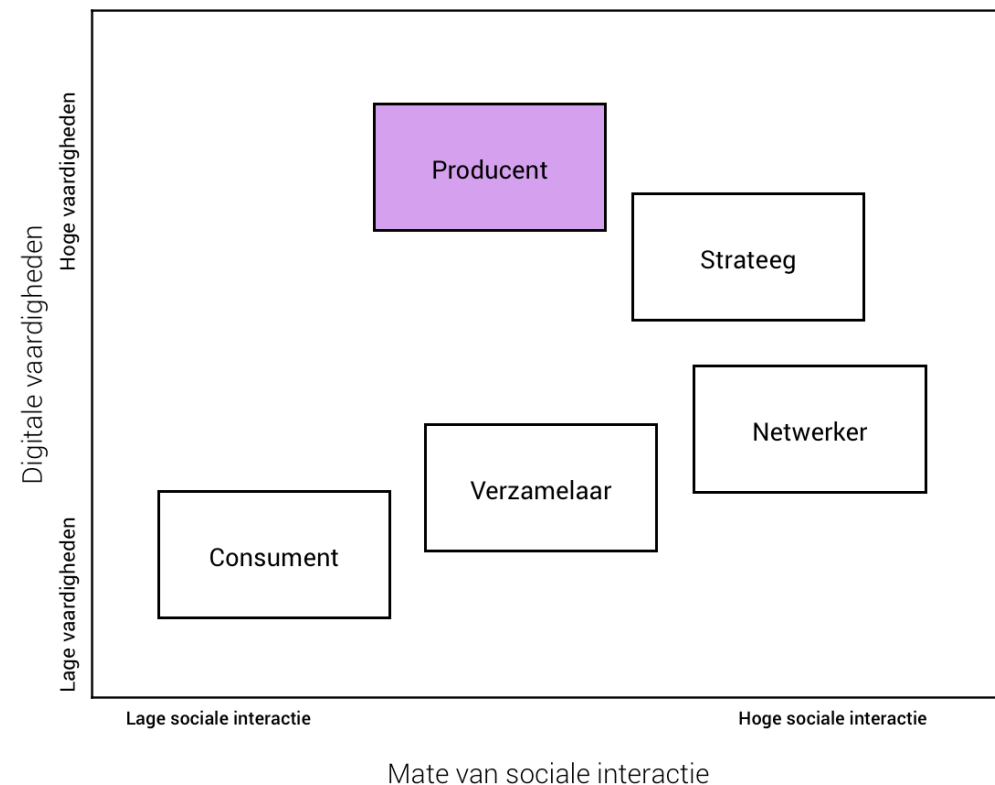 Digitale vaardigheden
Hoge vaardigheden
Lage vaardigheden
Producent
Strateeg
Netwerker
Verzamelaar
Consument
Lage sociale interactie
Hoge sociale interactie
Mate van sociale interactie